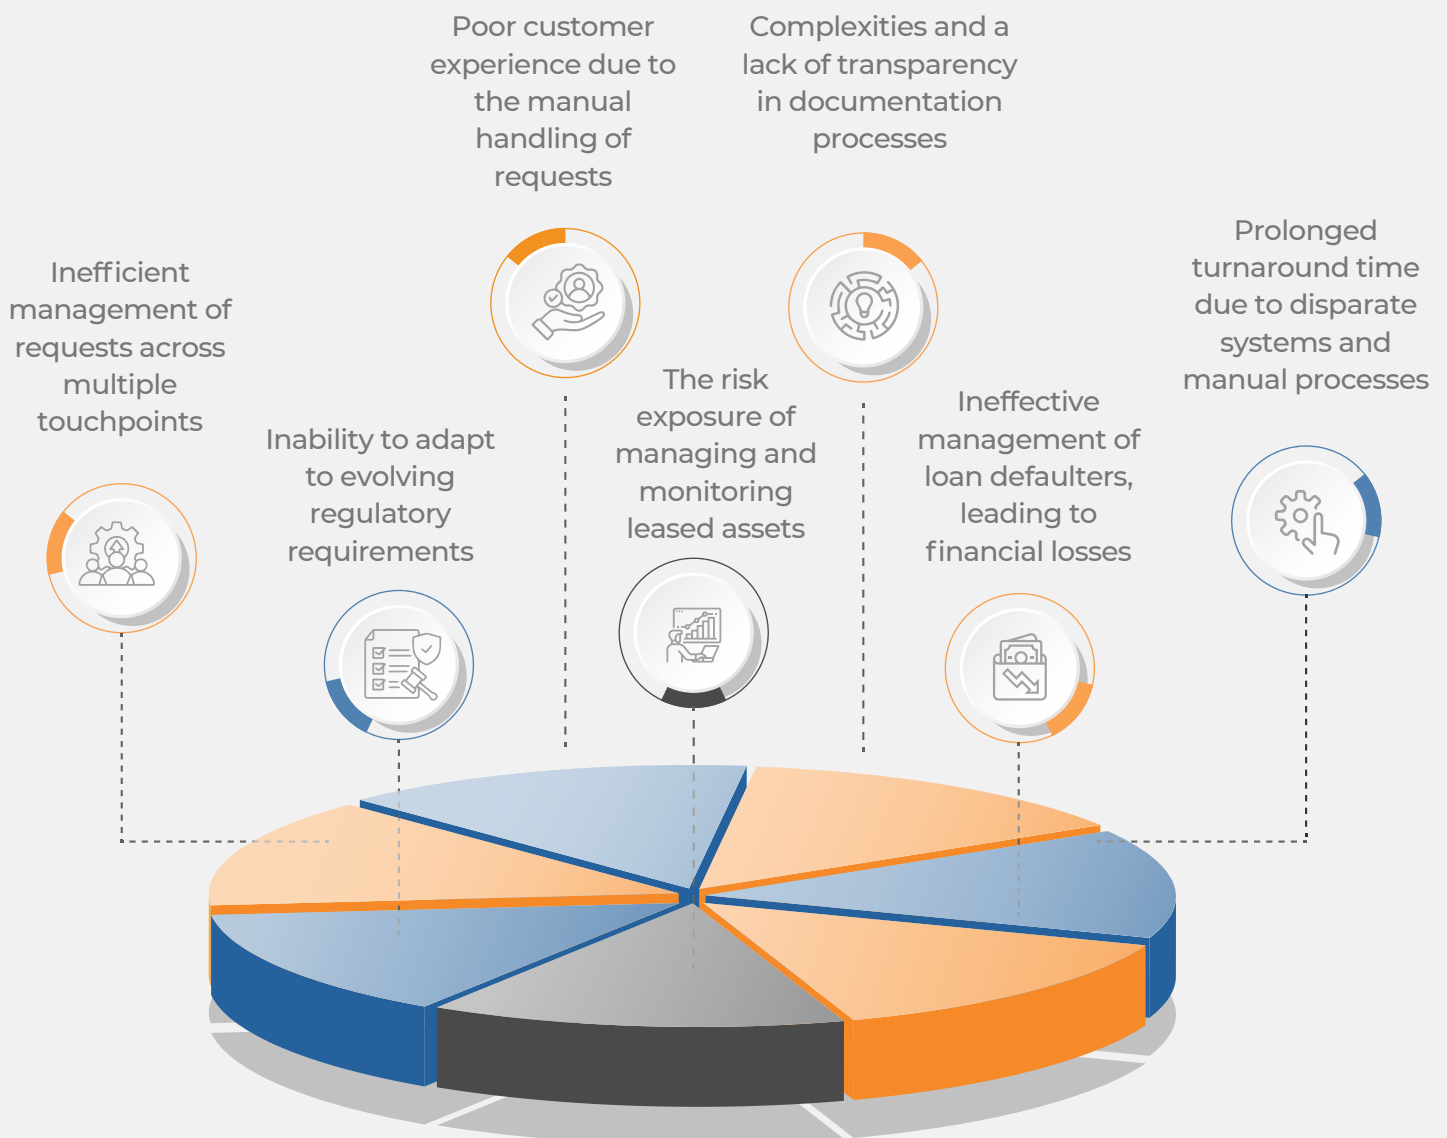 Poor customer
experience due to
the manual
handling of
requests
Complexities and a
lack of transparency
in documentation
processes
Prolonged
turnaround time
due to disparate
systems and
manual processes
Inefficient
management of
requests across
multiple
touchpoints
The risk
exposure of
managing and
monitoring
leased assets
Ineffective
management of
loan defaulters,
leading to
financial losses
Inability to adapt
to evolving
regulatory
requirements